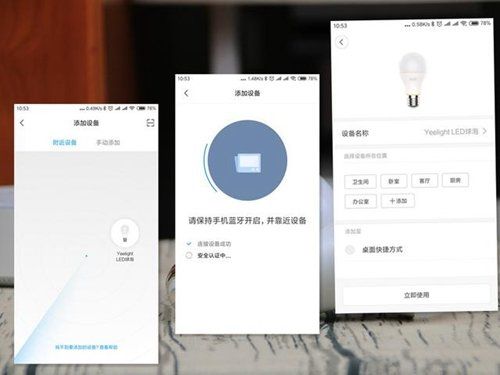 10:53
0.49K/s 78%
添加设备
附近设备 手动添加
Yeelight
LED球泡
找不到要添加的设备?查看帮助
10:53
1.48K/s 78%
添加设备
请保持手机蓝牙开启,并靠近设备
连接设备成功
安全认证中...
10:53
0.58K/s 78%
设备名称 Yeelight LED球泡
选择设备所在位置
卫生间 卧室 客厅 厨房
办公室 +添加
添加至
桌面快捷方式
立即使用